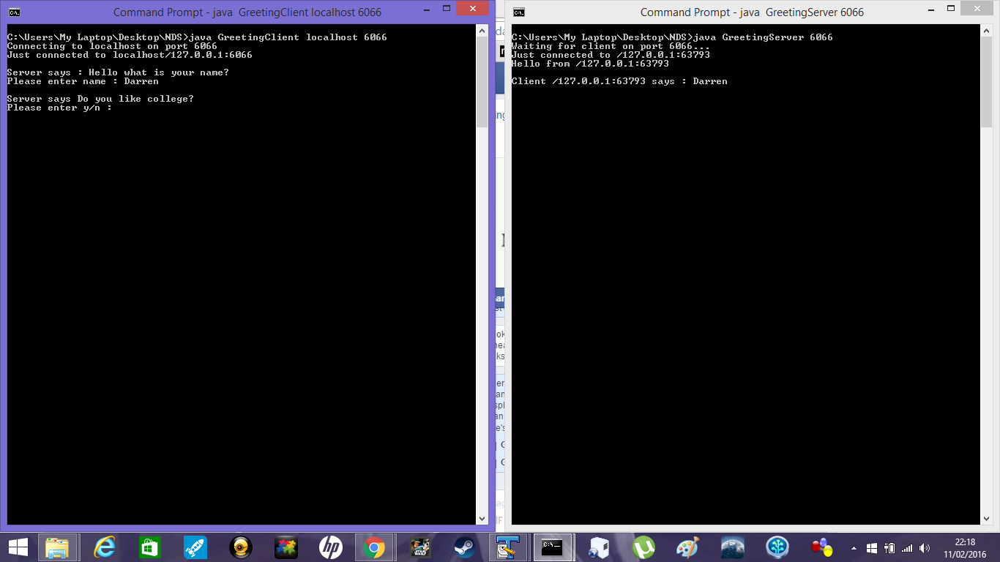 Command Prompt - java  GreetingClient localhost 6066
C:\Users\My Laptop\Desktop\NDS>java GreetingClient localhost 6066
Connecting to localhost on port 6066
Just connected to localhost/127.0.0.1:6066
Server says : Hello what is your name?
Please enter name : Darren
Server says Do you like college?
Please enter y/n :
Command Prompt - java  GreetingServer 6066
C:\Users\My Laptop\Desktop\NDS>java GreetingServer 6066
Waiting for client on port 6066...
Just connected to /127.0.0.1:63793
Hello from /127.0.0.1:63793
Client /127.0.0.1:63793 says : Darren
22:18
11/02/2016